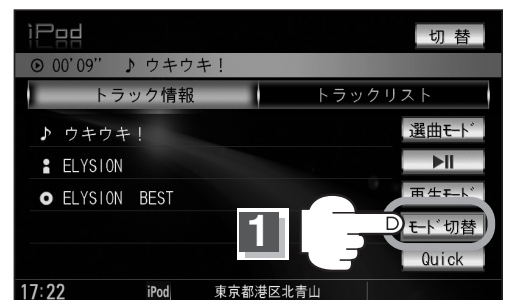 iPod
切 替
00'09'' ♪ ウキウキ！
トラック情報
トラックリスト
♪ ウキウキ！
選曲ﾓｰﾄﾞ
ELYSION
ELYSION BEST
再生ﾓｰﾄﾞ
1
ﾓｰﾄﾞ切替
Quick
17:22
iPod
東京都港区北青山